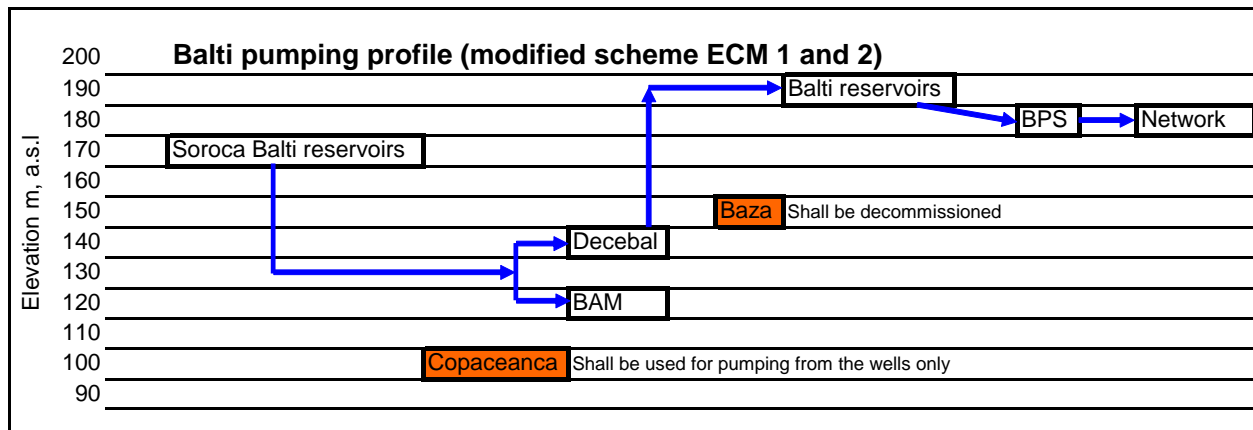 Balti pumping profile (modified scheme ECM 1 and 2)
Elevation m, a.s.l
200
190
180
170
160
150
140
130
120
110
100
90
Balti reservoirs
BPS
Network
Soroca Balti reservoirs
Baza
Shall be decommissioned
Decebal
BAM
Copaceanca
Shall be used for pumping from the wells only